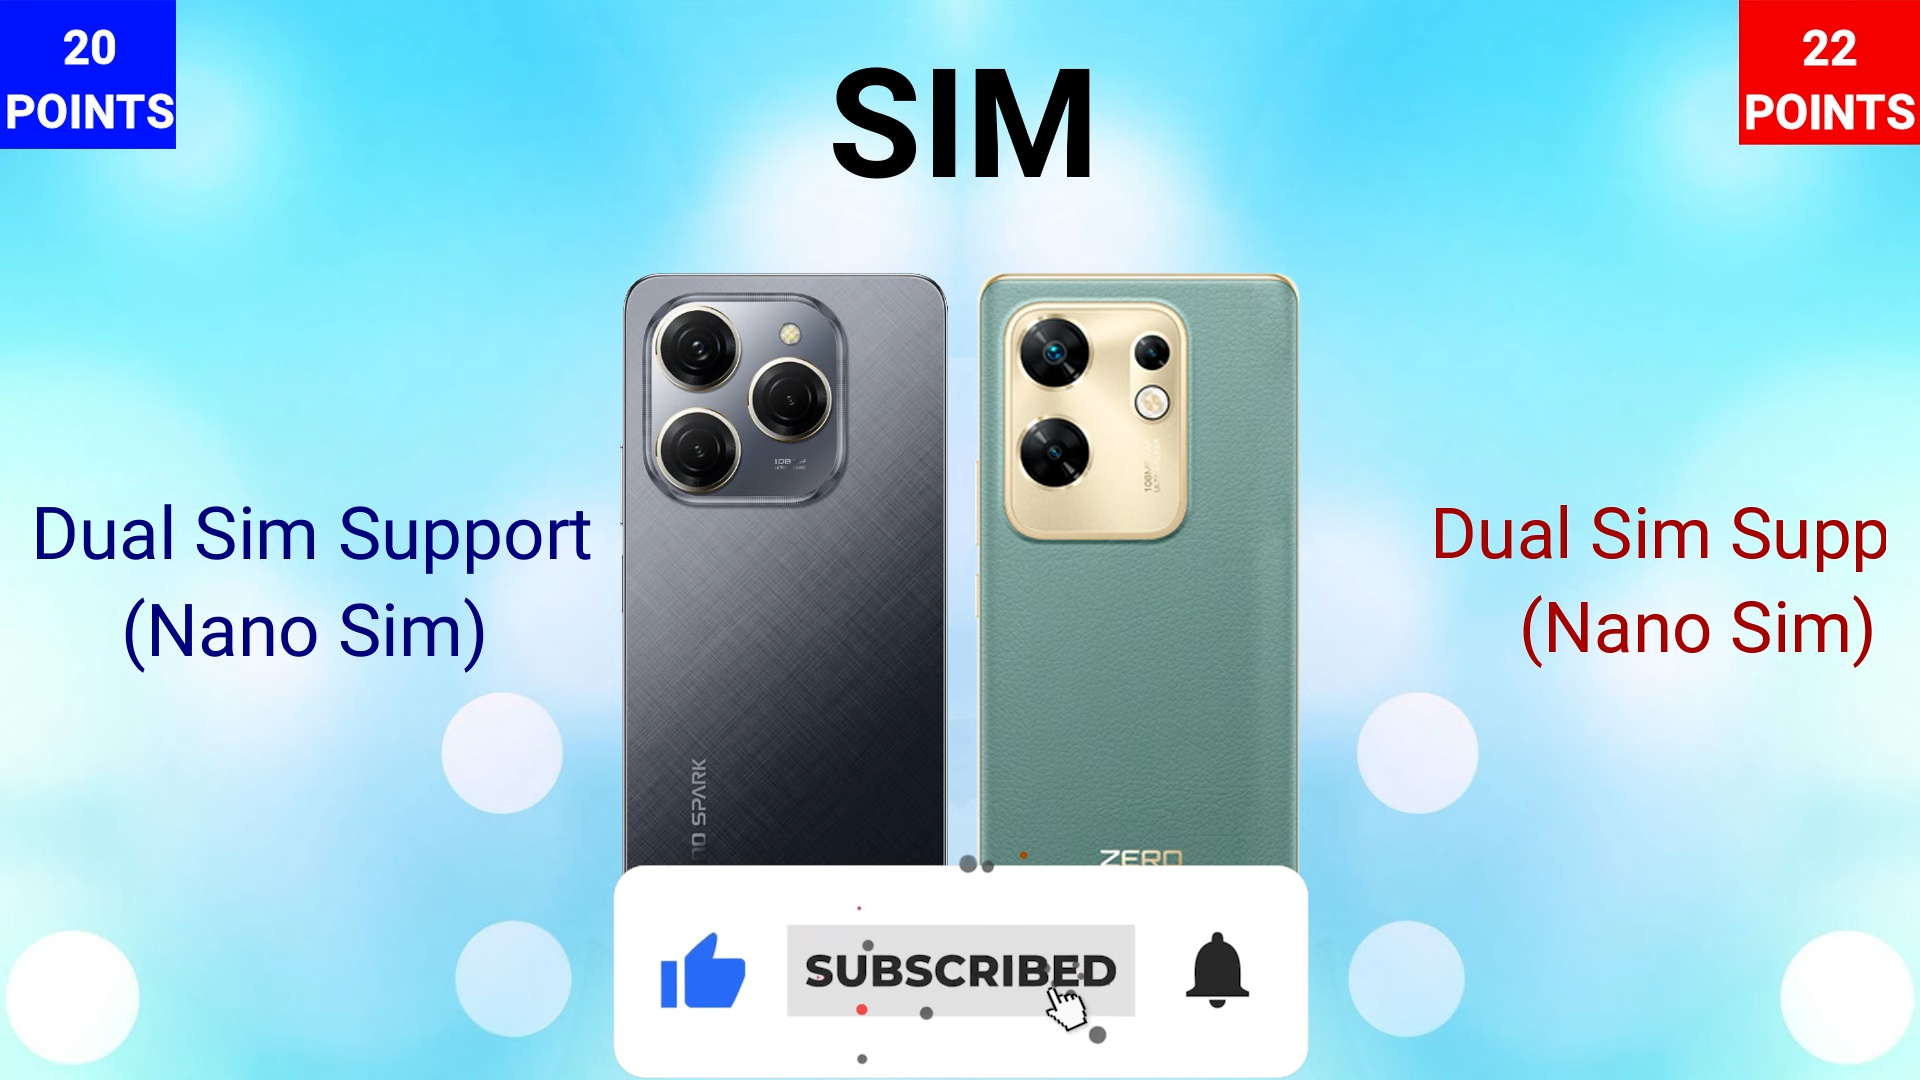 20
POINTS
SIM
22
POINTS
Dual Sim Support
(Nano Sim)
Dual Sim Supp
(Nano Sim)
SPARK
ZERO
SUBSCRIBED